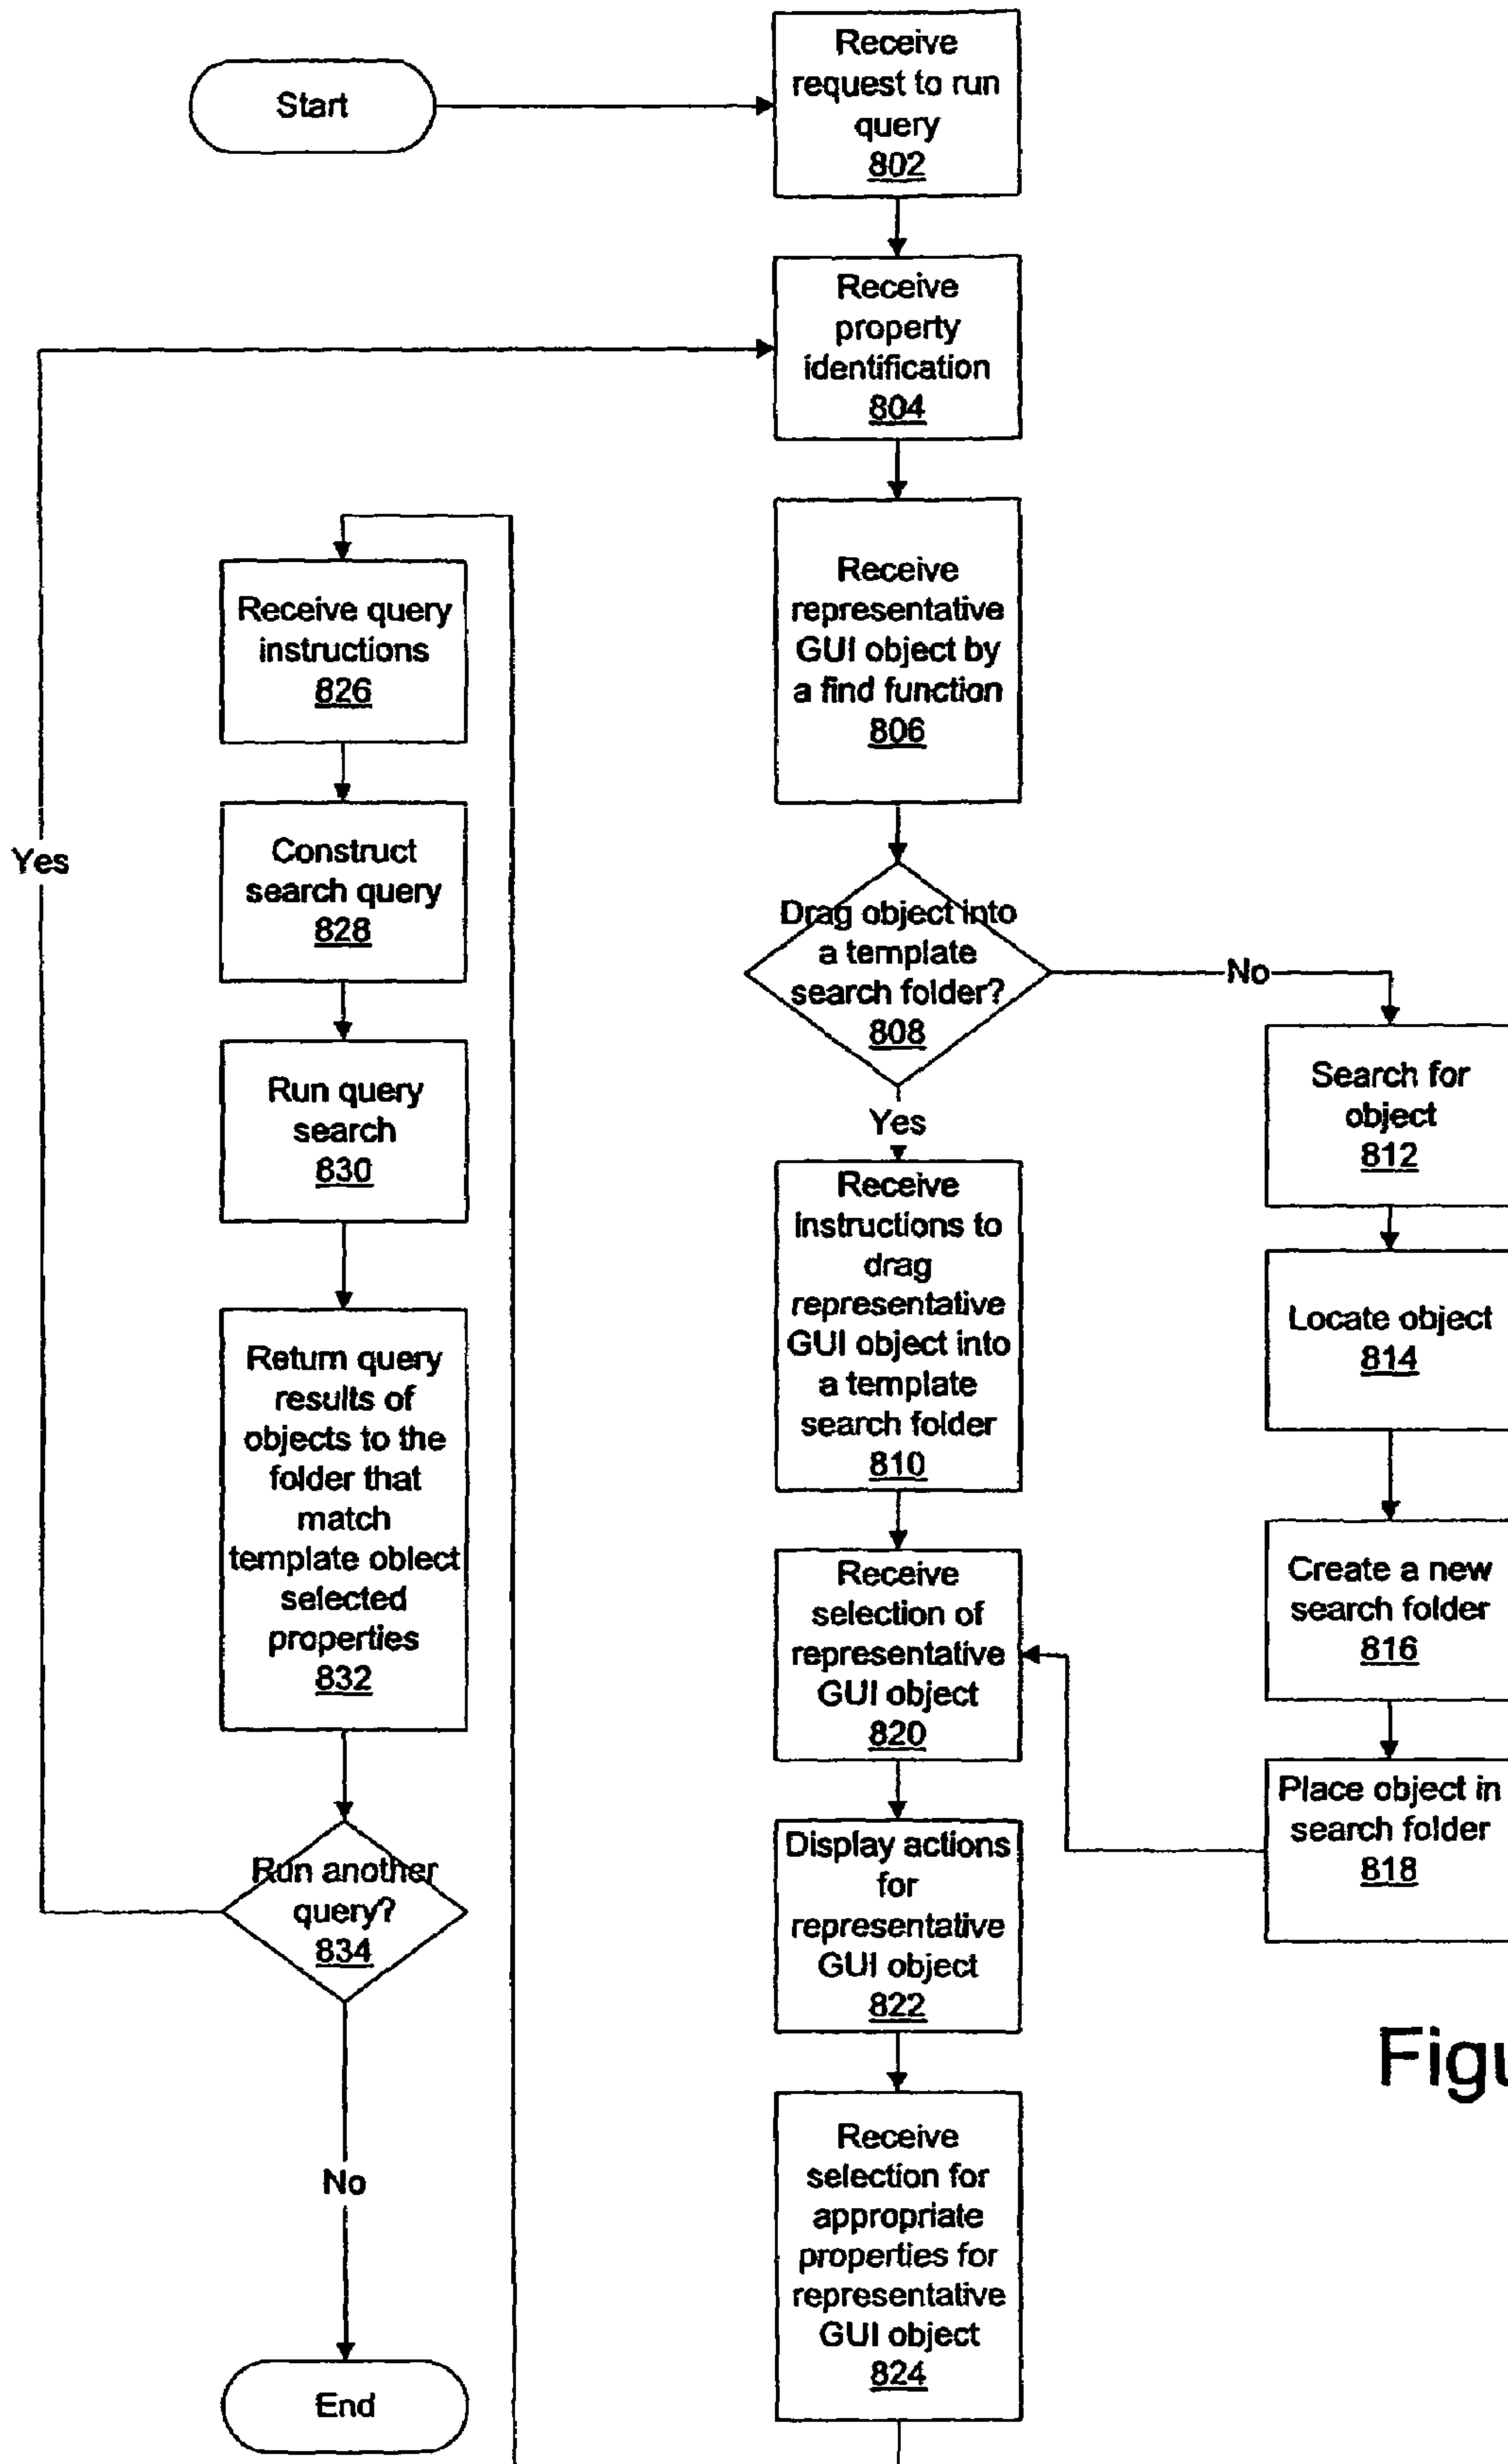 Start
Receive
request to run
query
802
Receive
property
identification
804
Receive
representative
GUI object by
a find function
806
Drag object into
a template
search folder?
808
No
Yes
Search for
object
812
Locate object
814
Create a new
search folder
816
Place object in
search folder
818
Receive
instructions to
drag
representative
GUI object into
a template
search folder
810
Receive
selection of
representative
GUI object
820
Display actions
for
representative
GUI object
822
Receive
selection for
appropriate
properties for
representative
GUI object
824
Receive query
instructions
826
Construct
search query
828
Run query
search
830
Return query
results of
objects to the
folder that
match
template oblect
selected
properties
832
Run another
query?
834
Yes
No
End
Figu